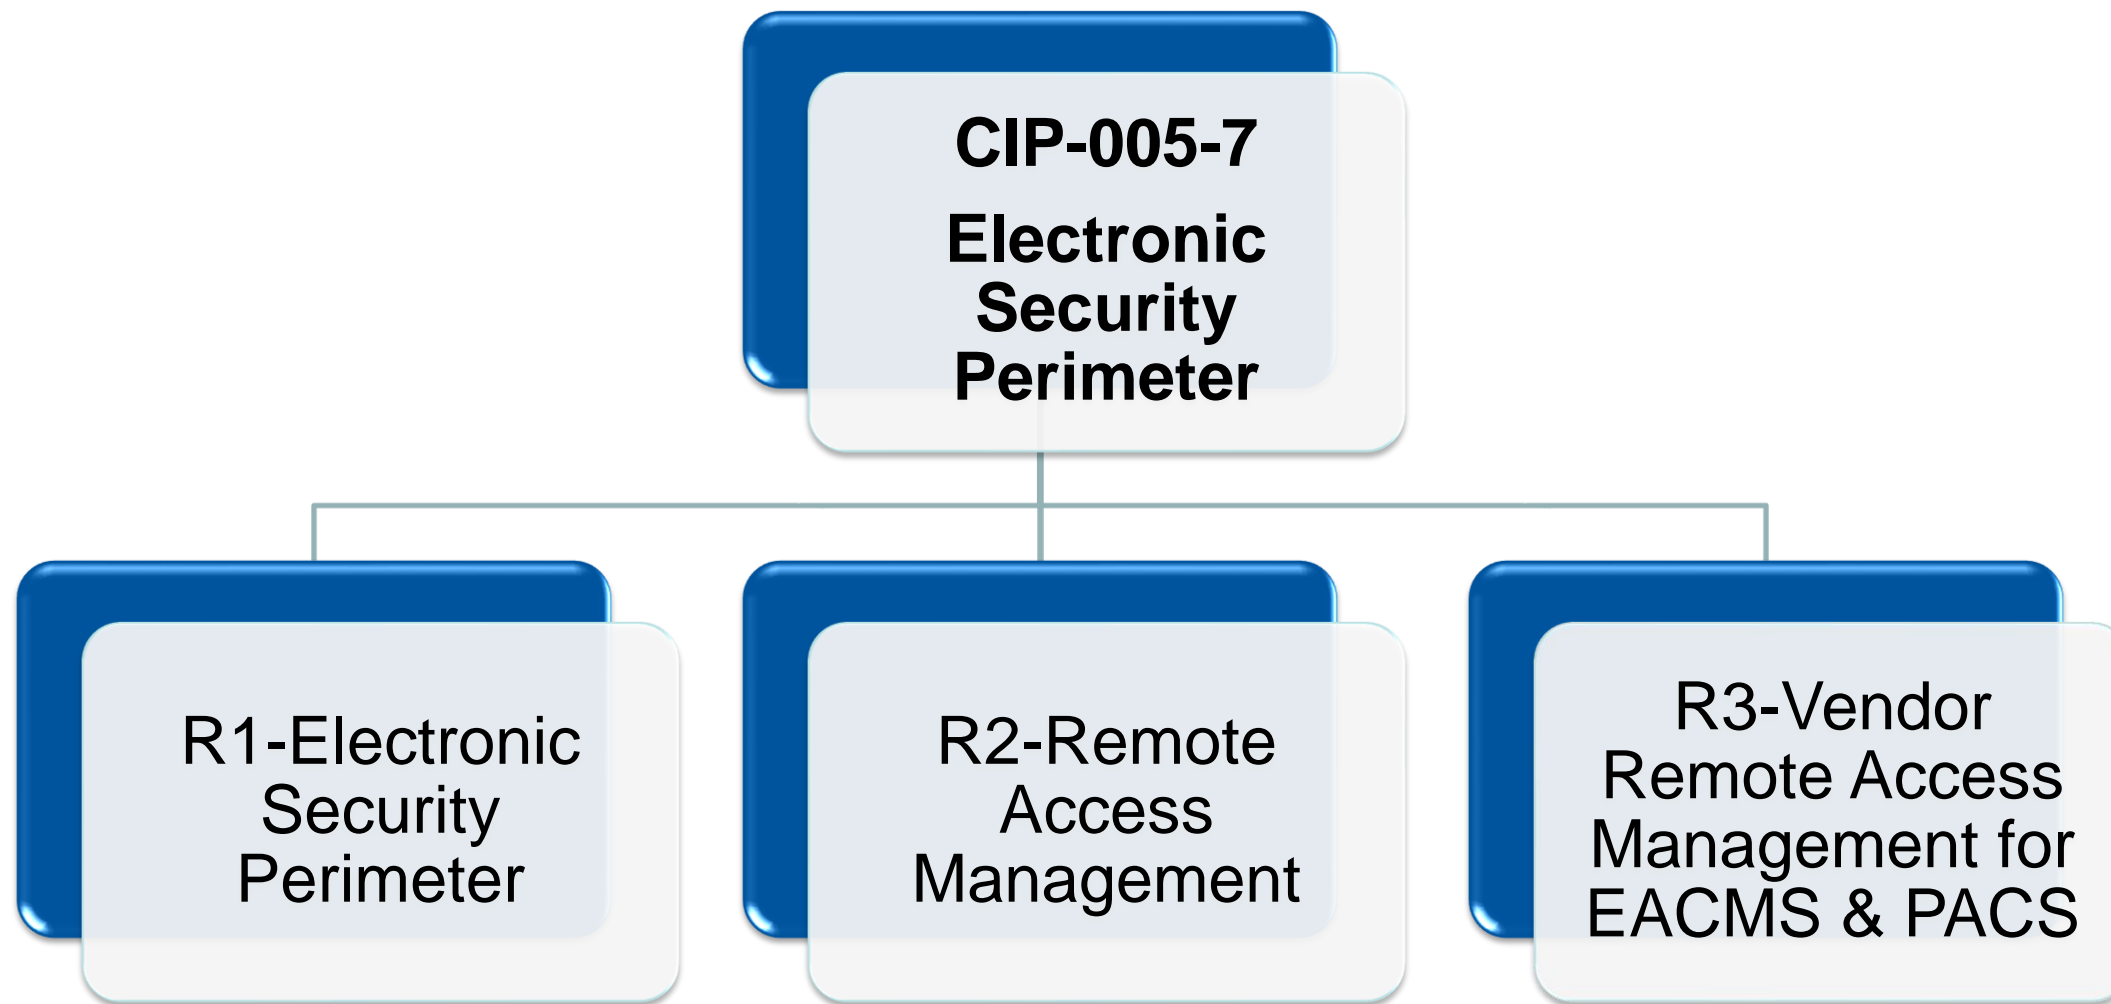 CIP-005-7
Electronic
Security
Perimeter
R1-Electronic
Security
Perimeter
R2-Remote
Access
Management
R3-Vendor
Remote Access
Management for
EACMS & PACS